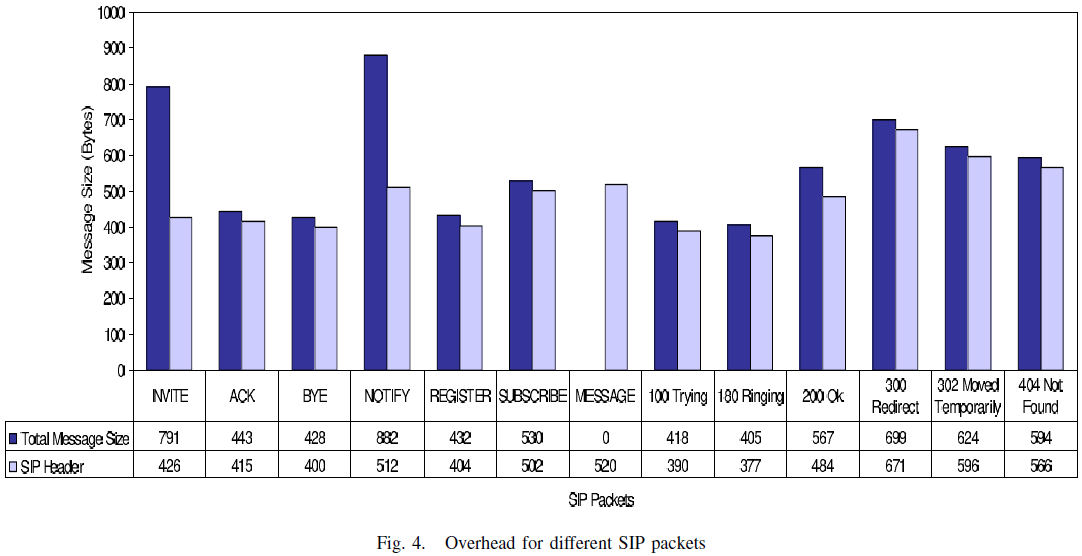 1000
900
800
700
600
500
400
300
200
100
0
Message Size (Bytes)
INVITE ACK BYE NOTIFY REGISTER SUBSCRIBE MESSAGE 100 Trying 180 Ringing 200 Ok 300 Redirect 302 Moved Temporarily 404 Not Found
Total Message Size 791 443 428 882 432 530 0 418 405 567 699 624 594
SIP Header 426 415 400 512 404 502 520 390 377 484 671 596 566
SIP Packets
Fig. 4. Overhead for different SIP packets